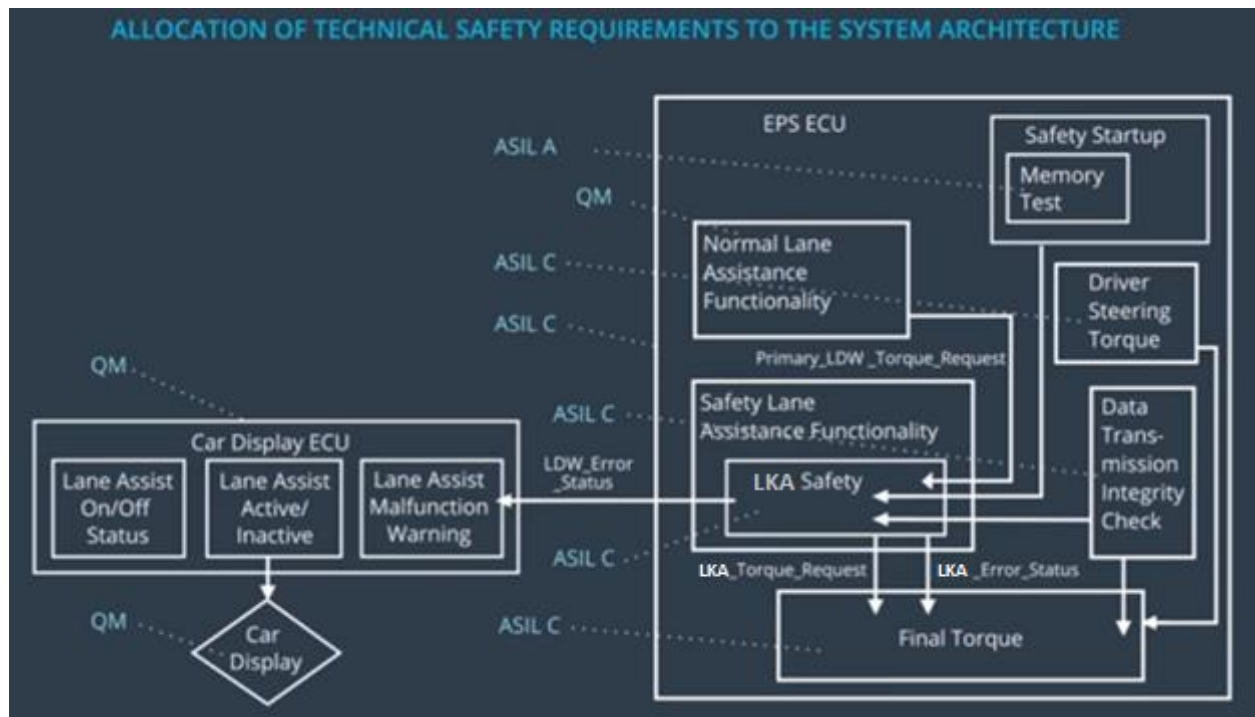 ALLOCATION OF TECHNICAL SAFETY REQUIREMENTS TO THE SYSTEM ARCHITECTURE
EPS ECU
Safety Startup
Memory
Test
ASIL A
QM
Normal Lane
Assistance
Functionality
ASIL C
Driver
Steering
Torque
ASIL C
Primary_LDW _Torque_Request
QM
Safety Lane
Assistance Functionality
ASIL C
Data
Trans-
mission
Integrity
Check
Car Display ECU
Lane Assist
On/Off
Status
Lane Assist
Active/
Inactive
Lane Assist
Malfunction
Warning
LDW_Error
_Status
LKA Safety
ASIL C
LKA_Torque_Request
LKA _Error_Status
QM
Car
Display
ASIL C
Final Torque